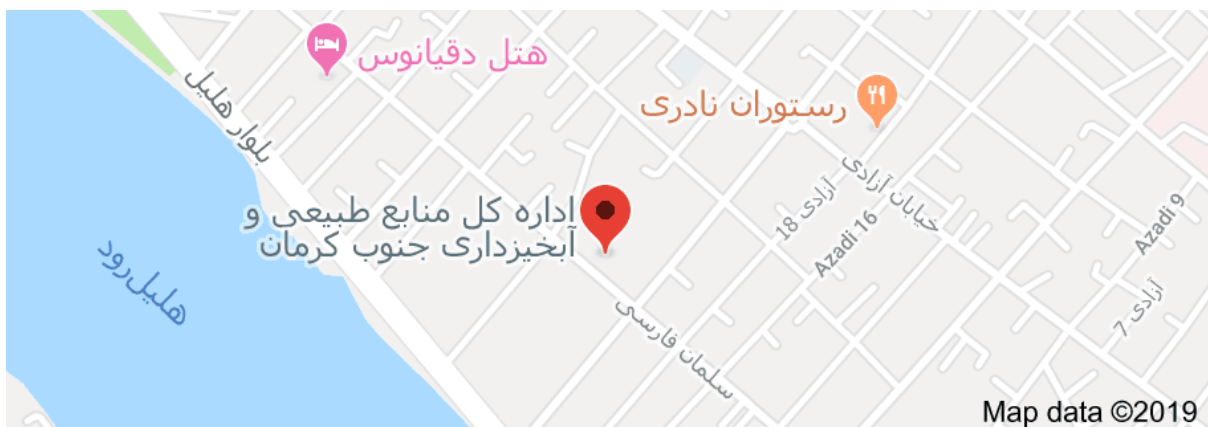 هتل دقیانوس
رستوران نادری
بلوار هلیل
خیابان آزادی
آزادی 18
Azadi 16
Azadi 9
آزادی 7
اداره کل منابع طبیعی و
آبخیزداری جنوب کرمان
هلیل‌رود
سلمان فارسی
Map data ©2019